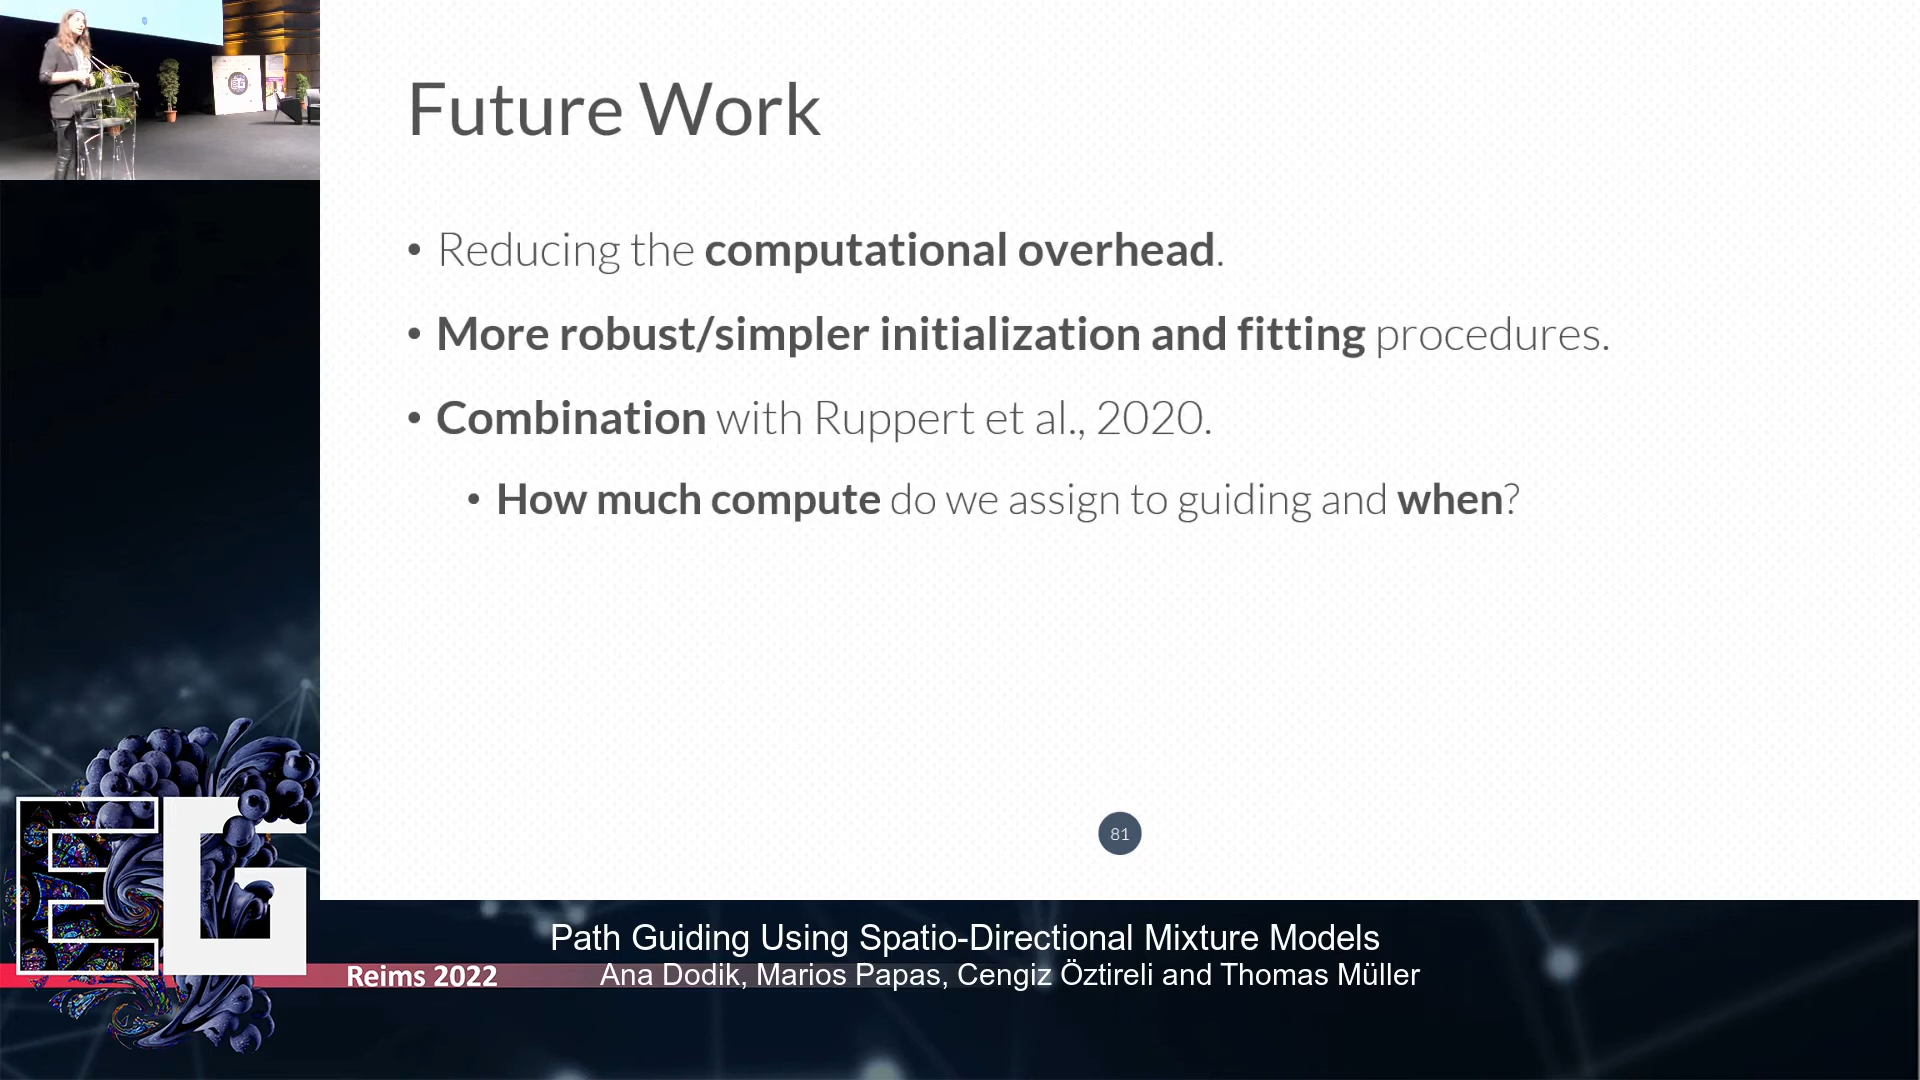 Future Work
• Reducing the computational overhead.
• More robust/simpler initialization and fitting procedures.
• Combination with Ruppert et al., 2020.
• How much compute do we assign to guiding and when?
81
EG
Path Guiding Using Spatio-Directional Mixture Models
Reims 2022
Ana Dodik, Marios Papas, Cengiz Öztireli and Thomas Müller